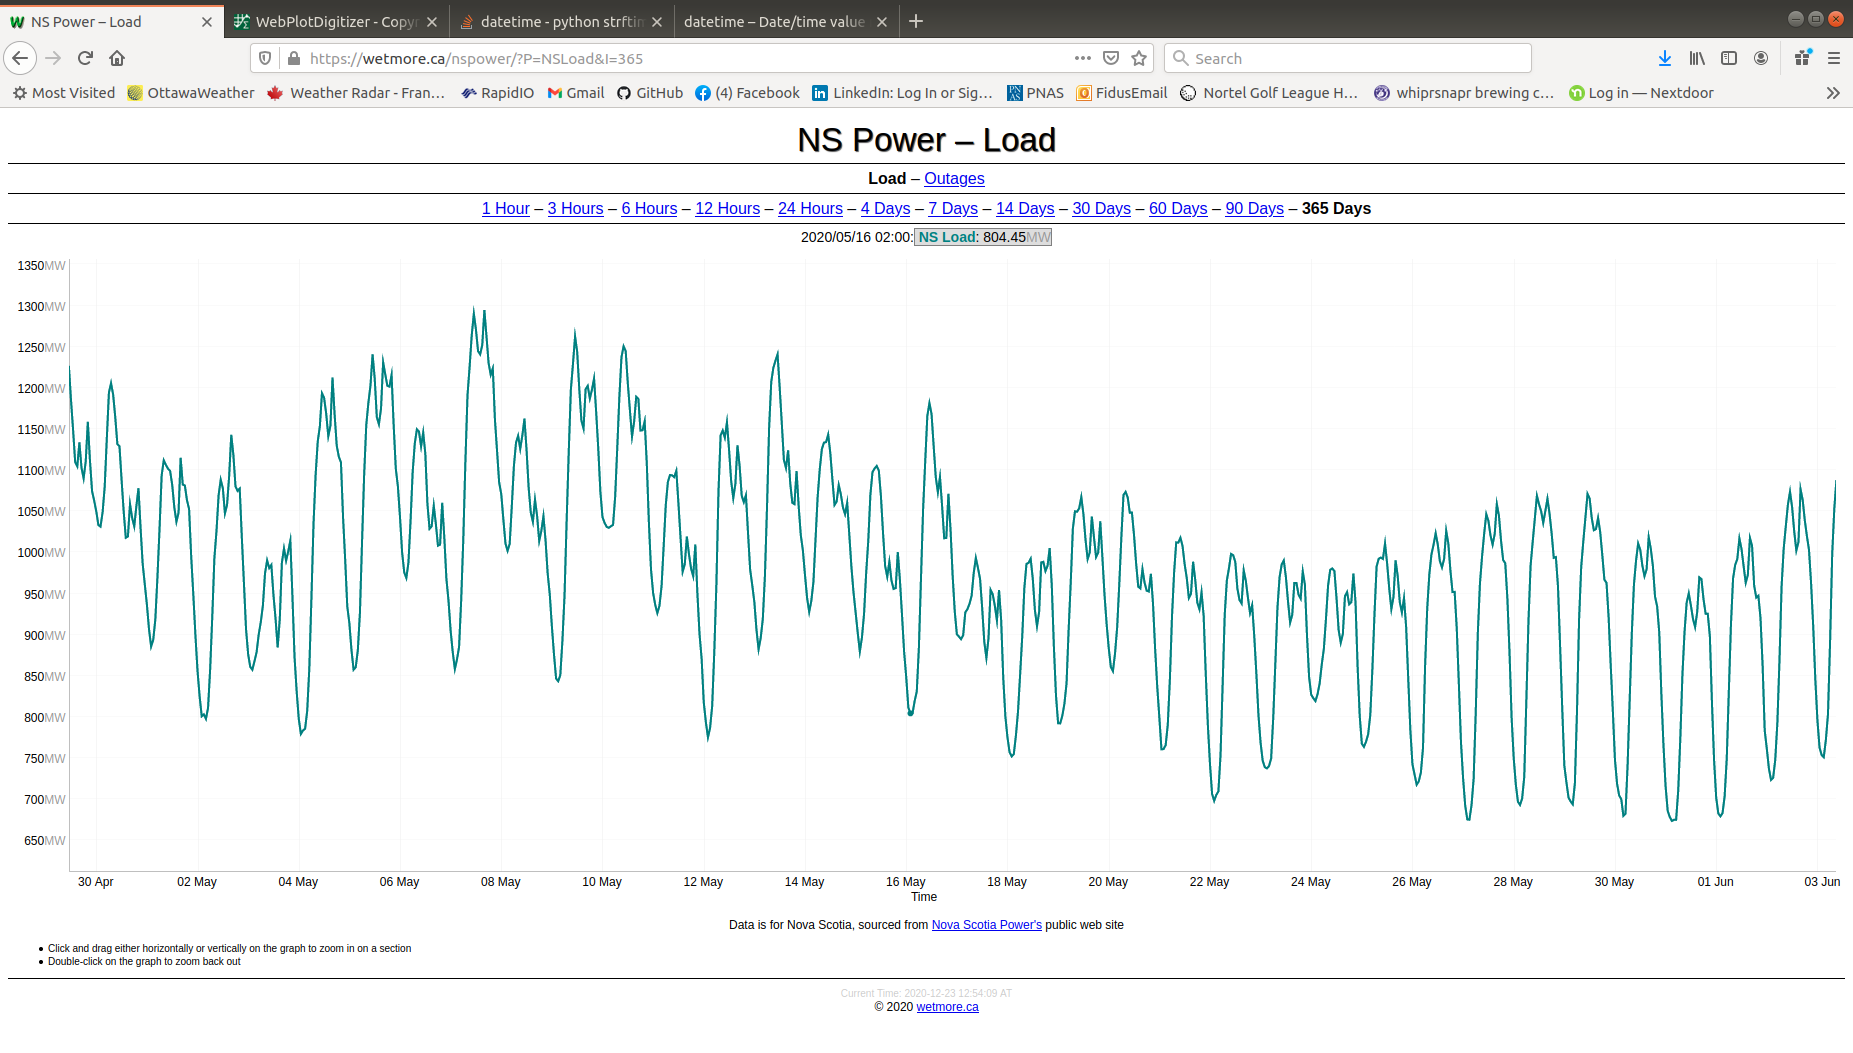 NS Power – Load
WebPlotDigitizer - Copyr
datetime - python strftim
datetime – Date/time value
https://wetmore.ca/nspower/?P=NSLoad&I=365
Search
Most Visited
OttawaWeather
Weather Radar - Fran…
RapidIO
Gmail
GitHub
(4) Facebook
LinkedIn: Log In or Sig…
PNAS
FidusEmail
Nortel Golf League H…
whiprsnapr brewing c…
Log in — Nextdoor
NS Power – Load
Load – Outages
1 Hour – 3 Hours – 6 Hours – 12 Hours – 24 Hours – 4 Days – 7 Days – 14 Days – 30 Days – 60 Days – 90 Days – 365 Days
2020/05/16 02:00: NS Load: 804.45MW
1350MW
1300MW
1250MW
1200MW
1150MW
1100MW
1050MW
1000MW
950MW
900MW
850MW
800MW
750MW
700MW
650MW
30 Apr
02 May
04 May
06 May
08 May
10 May
12 May
14 May
16 May
18 May
20 May
22 May
24 May
26 May
28 May
30 May
01 Jun
03 Jun
Time
Data is for Nova Scotia, sourced from Nova Scotia Power's public web site
• Click and drag either horizontally or vertically on the graph to zoom in on a section
• Double-click on the graph to zoom back out
Current Time: 2020-12-23 12:54:09 AT
© 2020 wetmore.ca